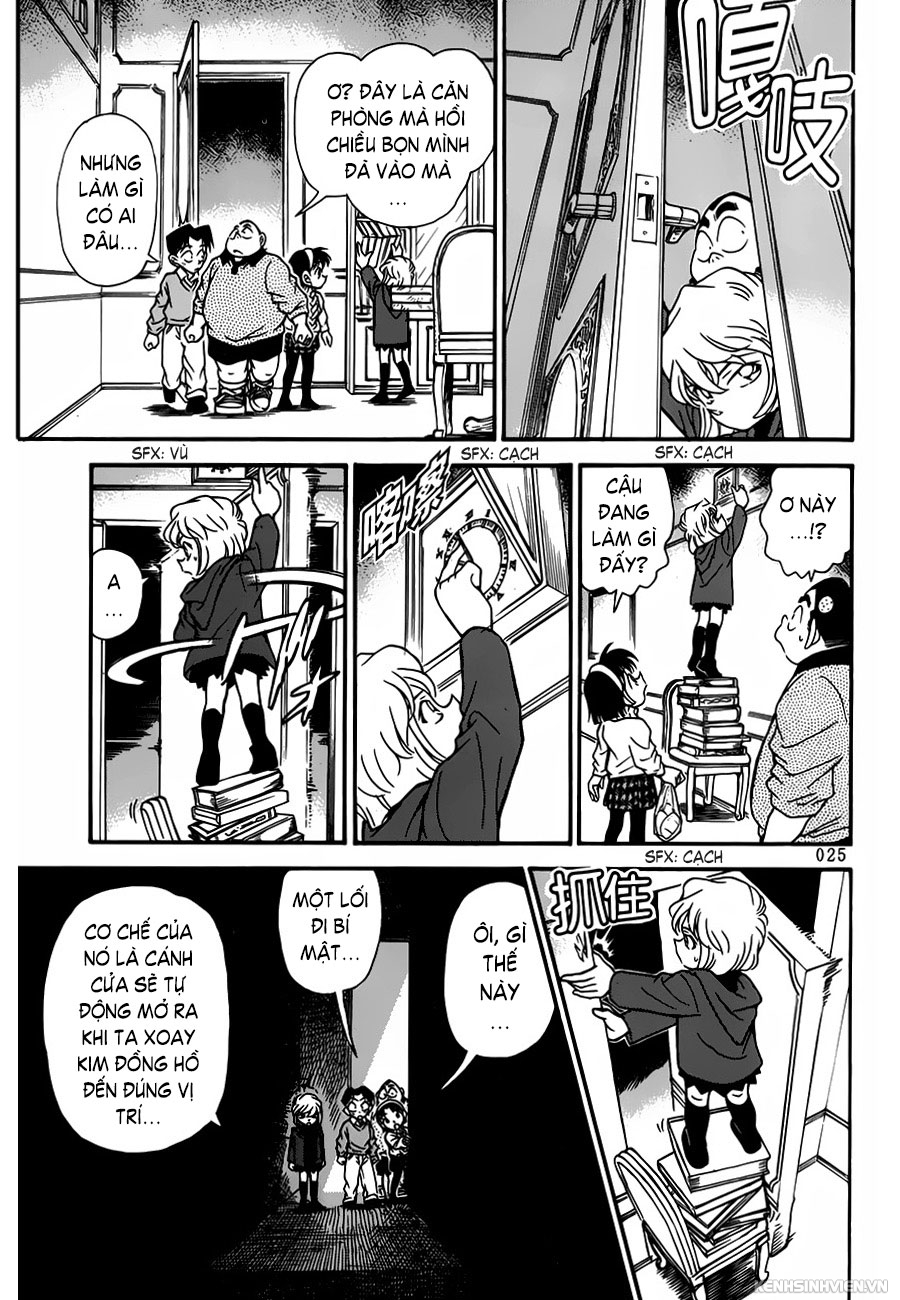 嘎吱
Ơ? ĐÂY LÀ CĂN
PHÒNG MÀ HỒI
CHIỀU BỌN MÌNH
ĐÃ VÀO MÀ
...
NHƯNG
LÀM GÌ
CÓ AI
ĐÂU...
SFX: CẠCH
Ơ NÀY
...!?
CẬU
ĐANG
LÀM GÌ
ĐẤY?
SFX: CẠCH
喀嚓
SFX: VÙ
A
...
025
SFX: CẠCH
抓住
ÔI, GÌ
THẾ
NÀY
...
MỘT LỐI
ĐI BÍ
MẬT...
CƠ CHẾ CỦA
NÓ LÀ CÁNH
CỬA SẼ TỰ
ĐỘNG MỞ RA
KHI TA XOAY
KIM ĐỒNG HỒ
ĐẾN ĐÚNG VỊ
TRÍ...
KENHSINHVIEN.VN